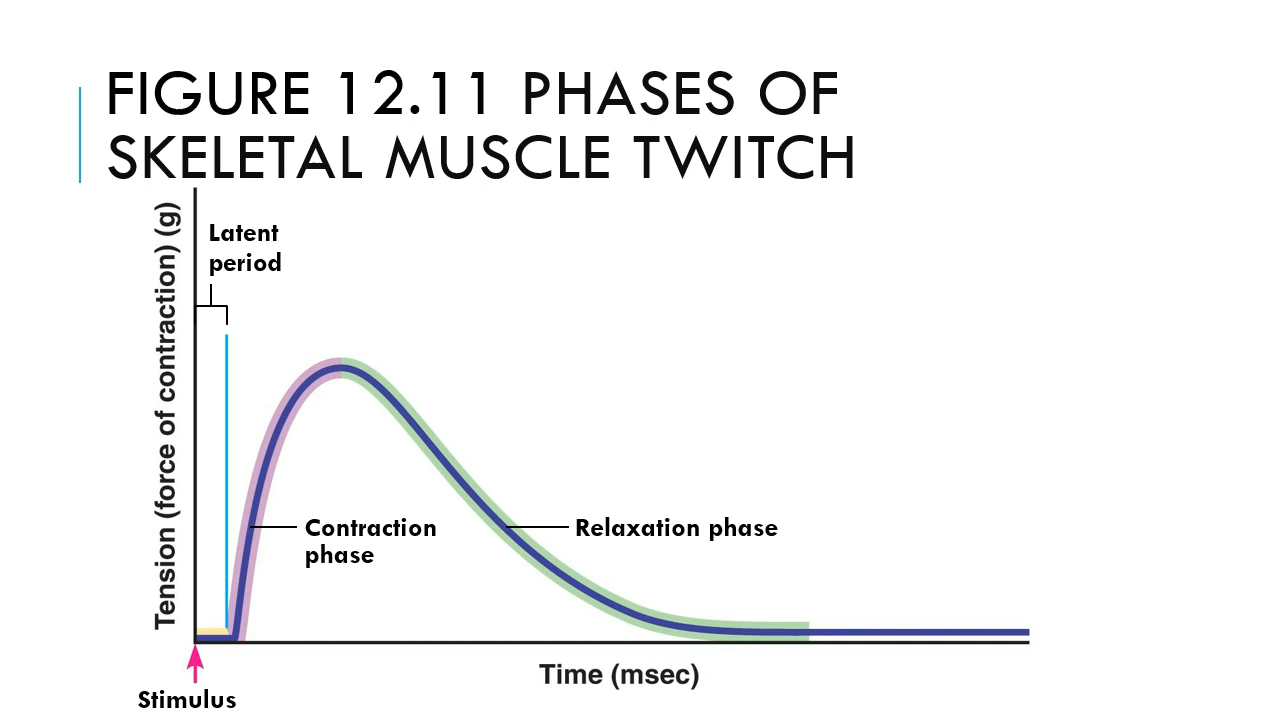 FIGURE 12.11 PHASES OF
SKELETAL MUSCLE TWITCH
Tension (force of contraction) (g)
Latent
period
Contraction
phase
Relaxation phase
Time (msec)
Stimulus